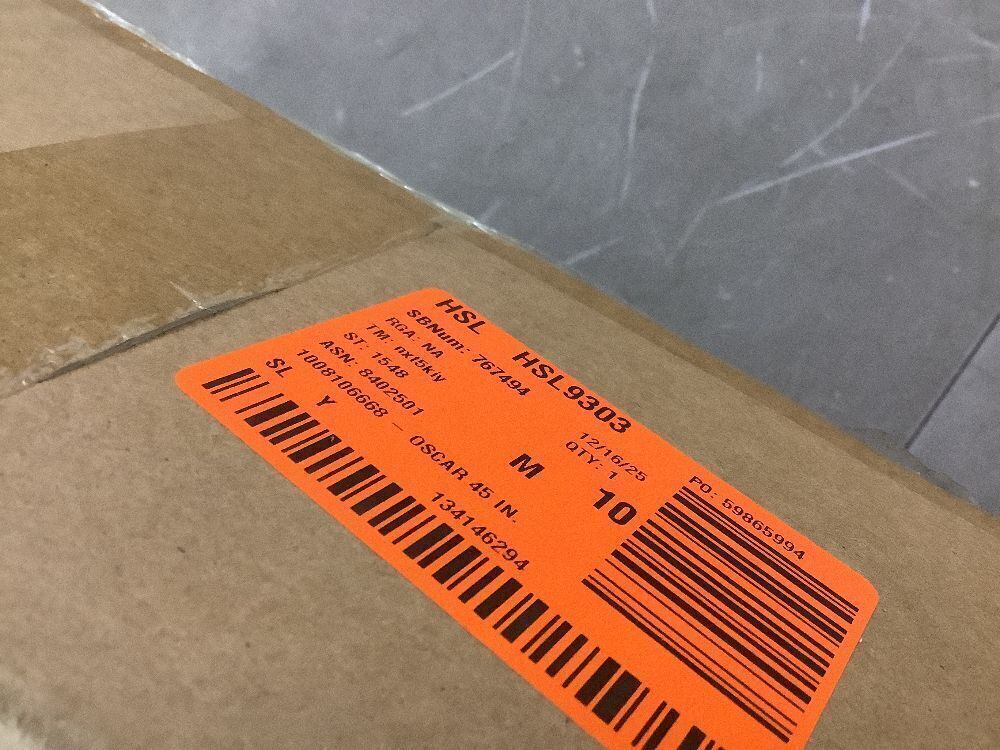 HSL HSL9303
SBNum: 767494
RGA: NA 12/16/25
TM: nxl5kiy QTY: 1
ST: 1548 M 10
ASN: 8402501
1008106668 - OSCAR 45 IN.
SL Y 134146294
PO: 59865994